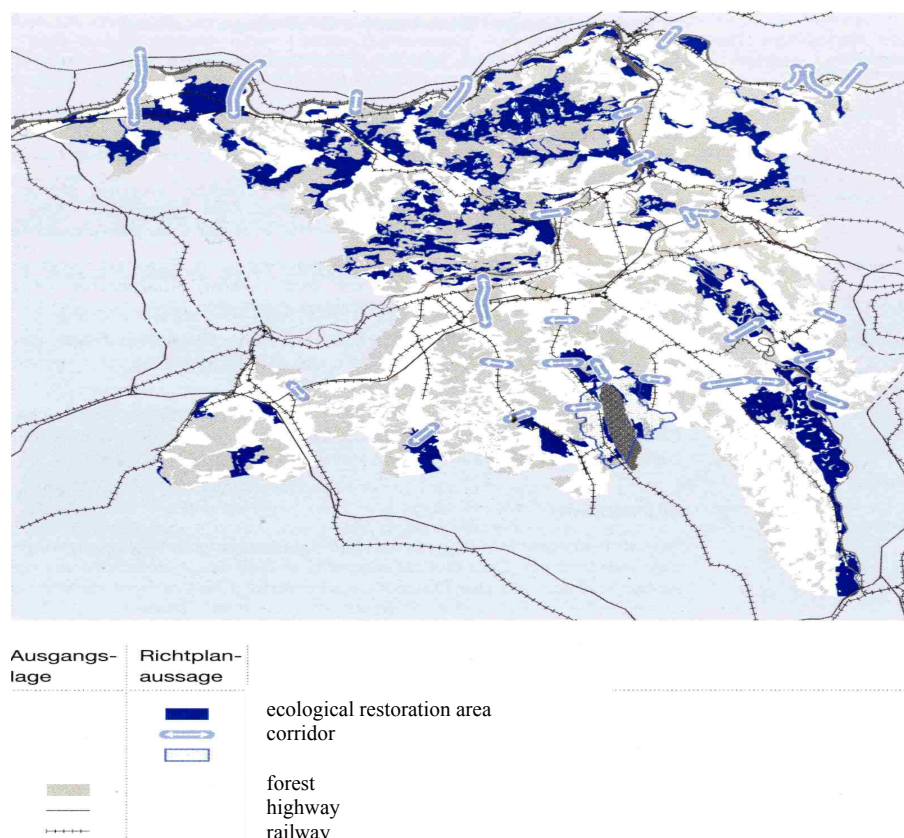 Ausgangs-
lage
Richtplan-
aussage
ecological restoration area
corridor
forest
highway
railway